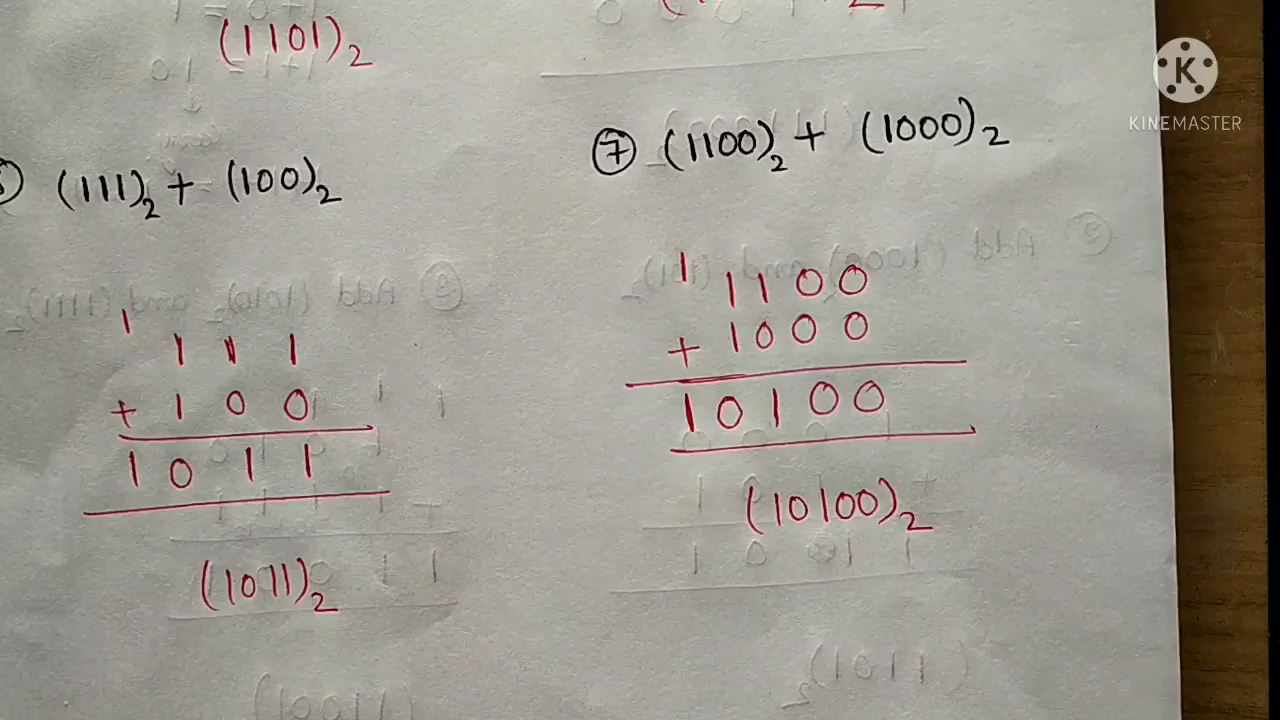 (1101)2
(111)2 + (100)2
1
1 1 1
+ 1 0 0
1 0 1 1
(1011)2
⑦ (1100)2 + (1000)2
1
1 1 0 0
+ 1 0 0 0
1 0 1 0 0
(10100)2
K
KINEMASTER